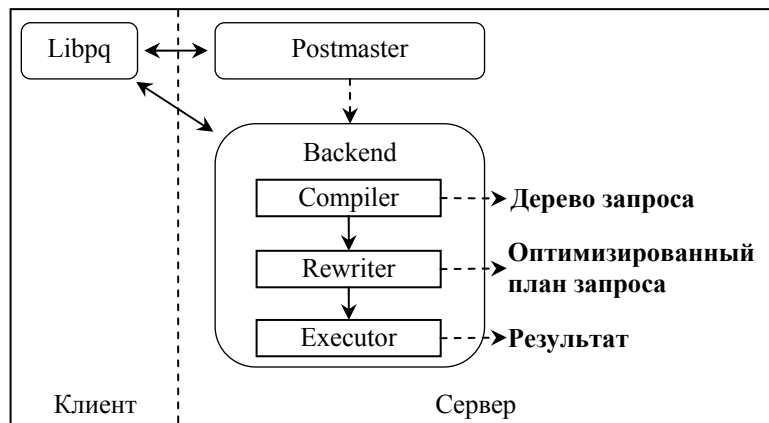 Libpq
Postmaster
Backend
Compiler
Дерево запроса
Rewriter
Оптимизированный
план запроса
Executor
Результат
Клиент
Сервер